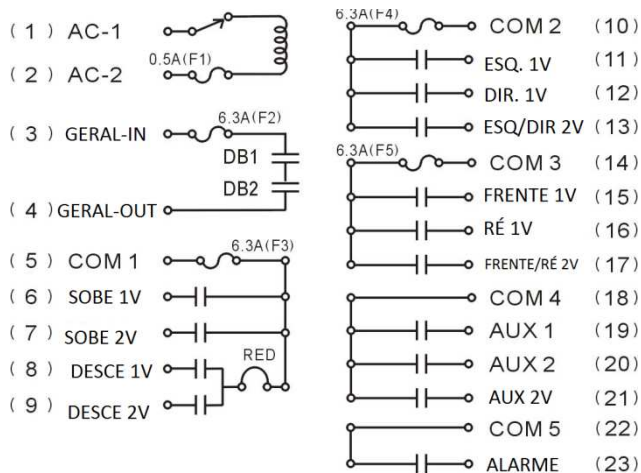 ( 1 ) AC-1
0.5A(F1)
( 2 ) AC-2
6.3A(F2)
( 3 ) GERAL-IN
DB1
DB2
( 4 ) GERAL-OUT
6.3A(F3)
( 5 ) COM 1
( 6 ) SOBE 1V
( 7 ) SOBE 2V
RED
( 8 ) DESCE 1V
( 9 ) DESCE 2V
6.3A(F4)
COM 2 (10)
ESQ. 1V (11)
DIR. 1V (12)
ESQ/DIR 2V (13)
6.3A(F5)
COM 3 (14)
FRENTE 1V (15)
RÉ 1V (16)
FRENTE/RÉ 2V (17)
COM 4 (18)
AUX 1 (19)
AUX 2 (20)
AUX 2V (21)
COM 5 (22)
ALARME (23)